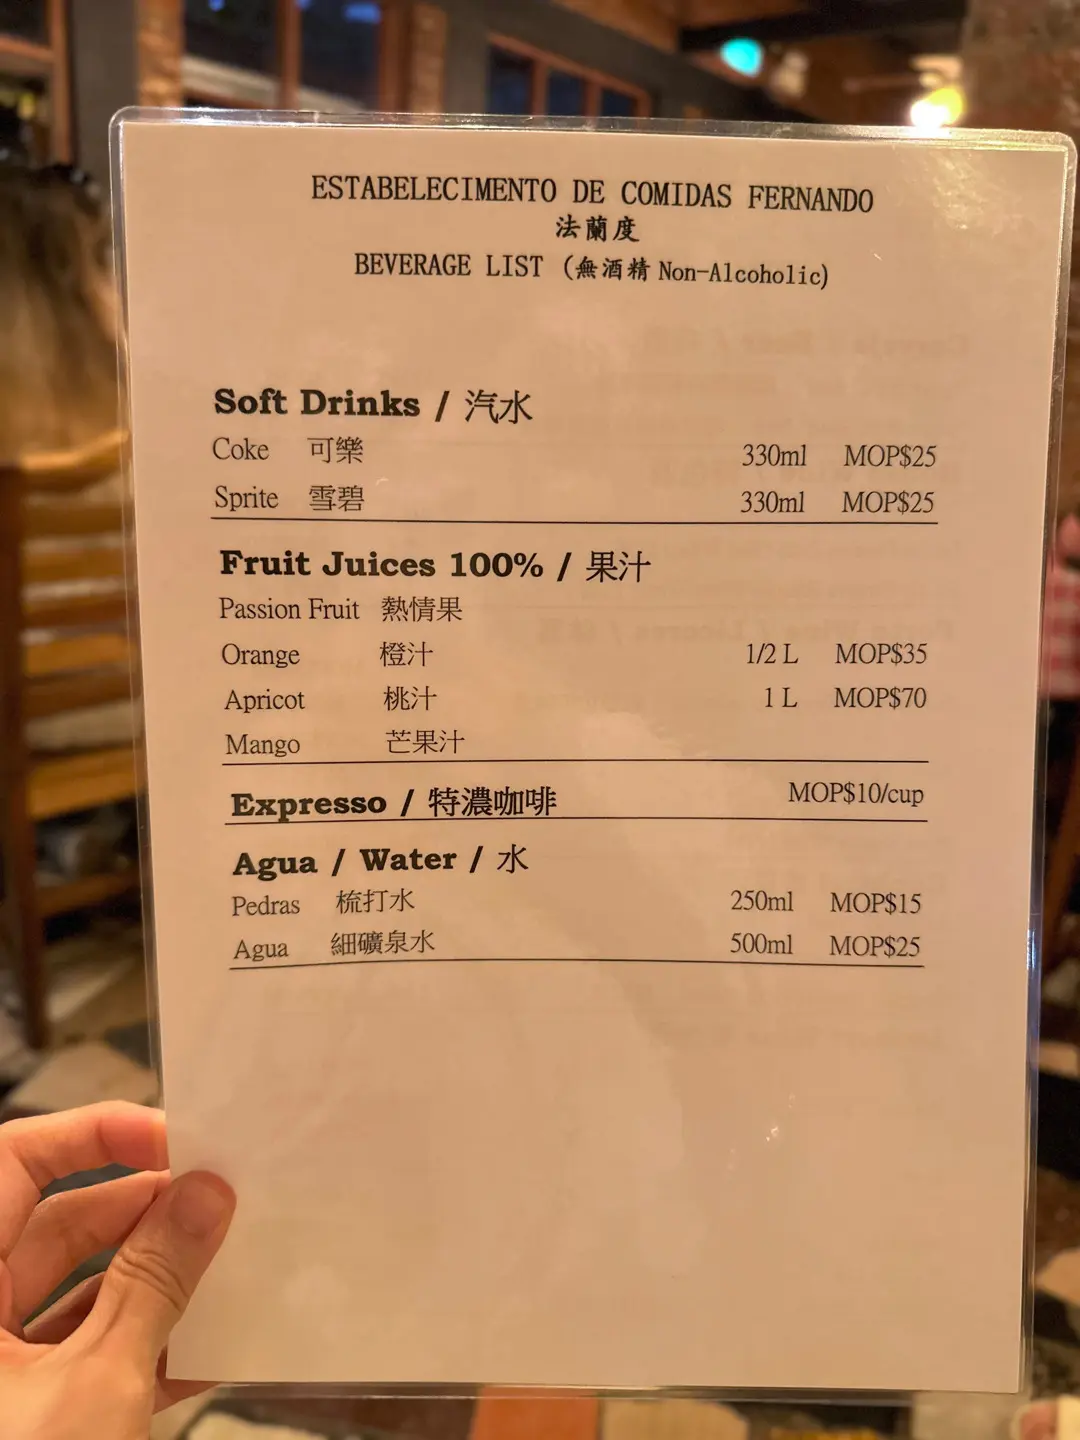 ESTABELECIMENTO DE COMIDAS FERNANDO
法蘭度
BEVERAGE LIST (無酒精 Non-Alcoholic)
Soft Drinks / 汽水
Coke 可樂 330ml MOP$25
Sprite 雪碧 330ml MOP$25
Fruit Juices 100% / 果汁
Passion Fruit 熱情果
Orange 橙汁 1/2 L MOP$35
Apricot 桃汁 1 L MOP$70
Mango 芒果汁
Expresso / 特濃咖啡 MOP$10/cup
Agua / Water / 水
Pedras 梳打水 250ml MOP$15
Agua 細礦泉水 500ml MOP$25